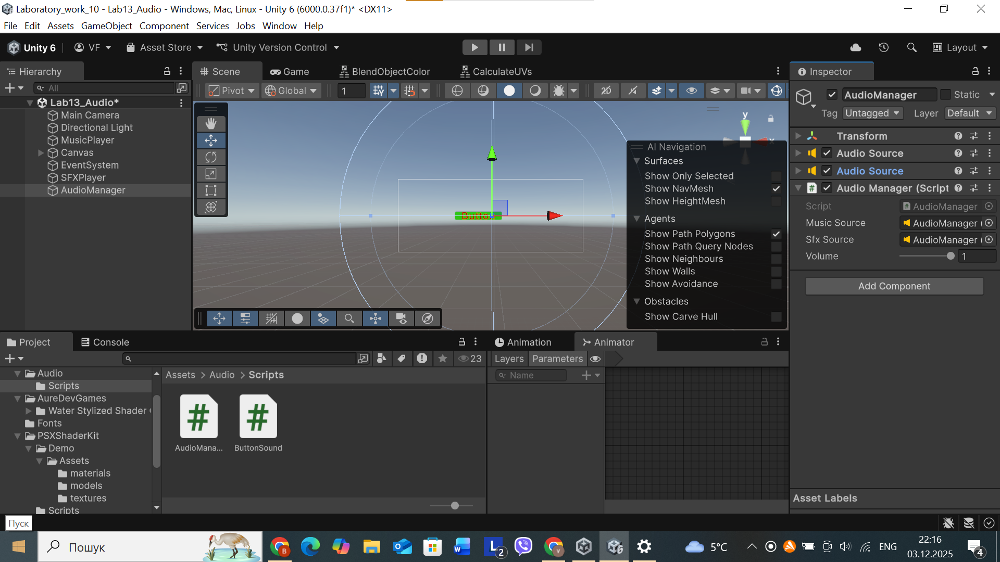 Laboratory_work_10 - Lab13_Audio - Windows, Mac, Linux - Unity 6 (6000.0.37f1)* <DX11>
File Edit Assets GameObject Component Services Jobs Window Help
Unity 6 VF Asset Store Unity Version Control Layout
Hierarchy
All
Lab13_Audio*
Main Camera
Directional Light
MusicPlayer
Canvas
EventSystem
SFXPlayer
AudioManager
Scene Game BlendObjectColor CalculateUVs
Pivot Global 1 2D
y
x
Button
AI Navigation
Surfaces
Show Only Selected
Show NavMesh
Show HeightMesh
Agents
Show Path Polygons
Show Path Query Nodes
Show Neighbours
Show Walls
Show Avoidance
Obstacles
Show Carve Hull
Inspector
AudioManager Static
Tag Untagged Layer Default
Transform
Audio Source
Audio Source
Audio Manager (Script
Script AudioManager
Music Source AudioManager (
Sfx Source AudioManager (
Volume 1
Add Component
Asset Labels
Project Console
23
Audio
Scripts
AureDevGames
Water Stylized Shader (
Fonts
PSXShaderKit
Demo
Assets
materials
models
textures
Scripts
Assets > Audio > Scripts
AudioMana... ButtonSound
Animation Animator
Layers Parameters
Name
Пуск
Пошук
5°C ENG
22:16
03.12.2025
2
4